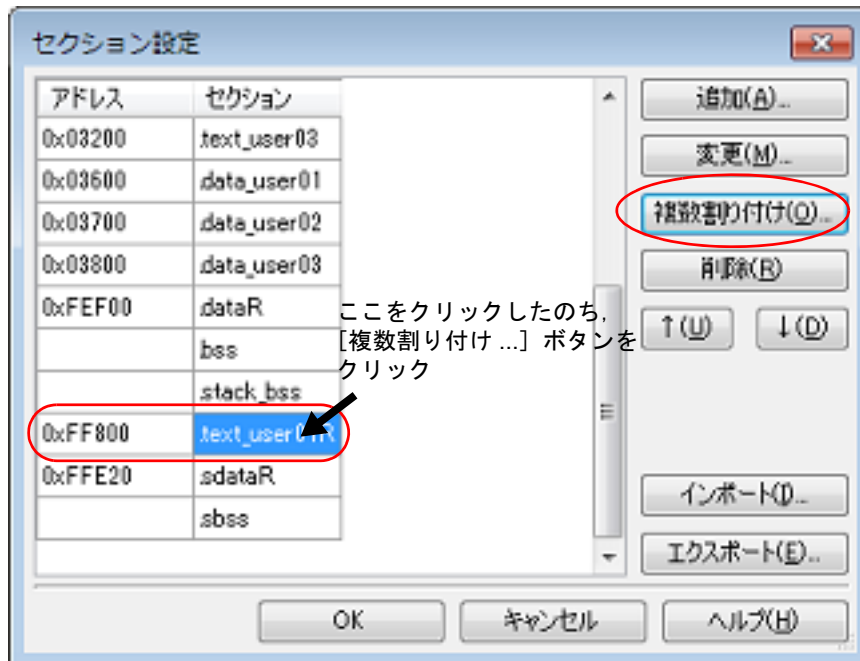 セクション設定
アドレス セクション
0x03200 .text_user03
0x03600 .data_user01
0x03700 .data_user02
0x03800 .data_user03
0xFEF00 .dataR
.bss
.stack_bss
0xFF800 .text_user01R
0xFFE20 .sdataR
.sbss
ここをクリックしたのち,
[複数割り付け ...] ボタンを
クリック
追加(A)...
変更(M)...
複数割り付け(O)...
削除(R)
↑(U) ↓(D)
インポート(I)...
エクスポート(E)...
OK キャンセル ヘルプ(H)